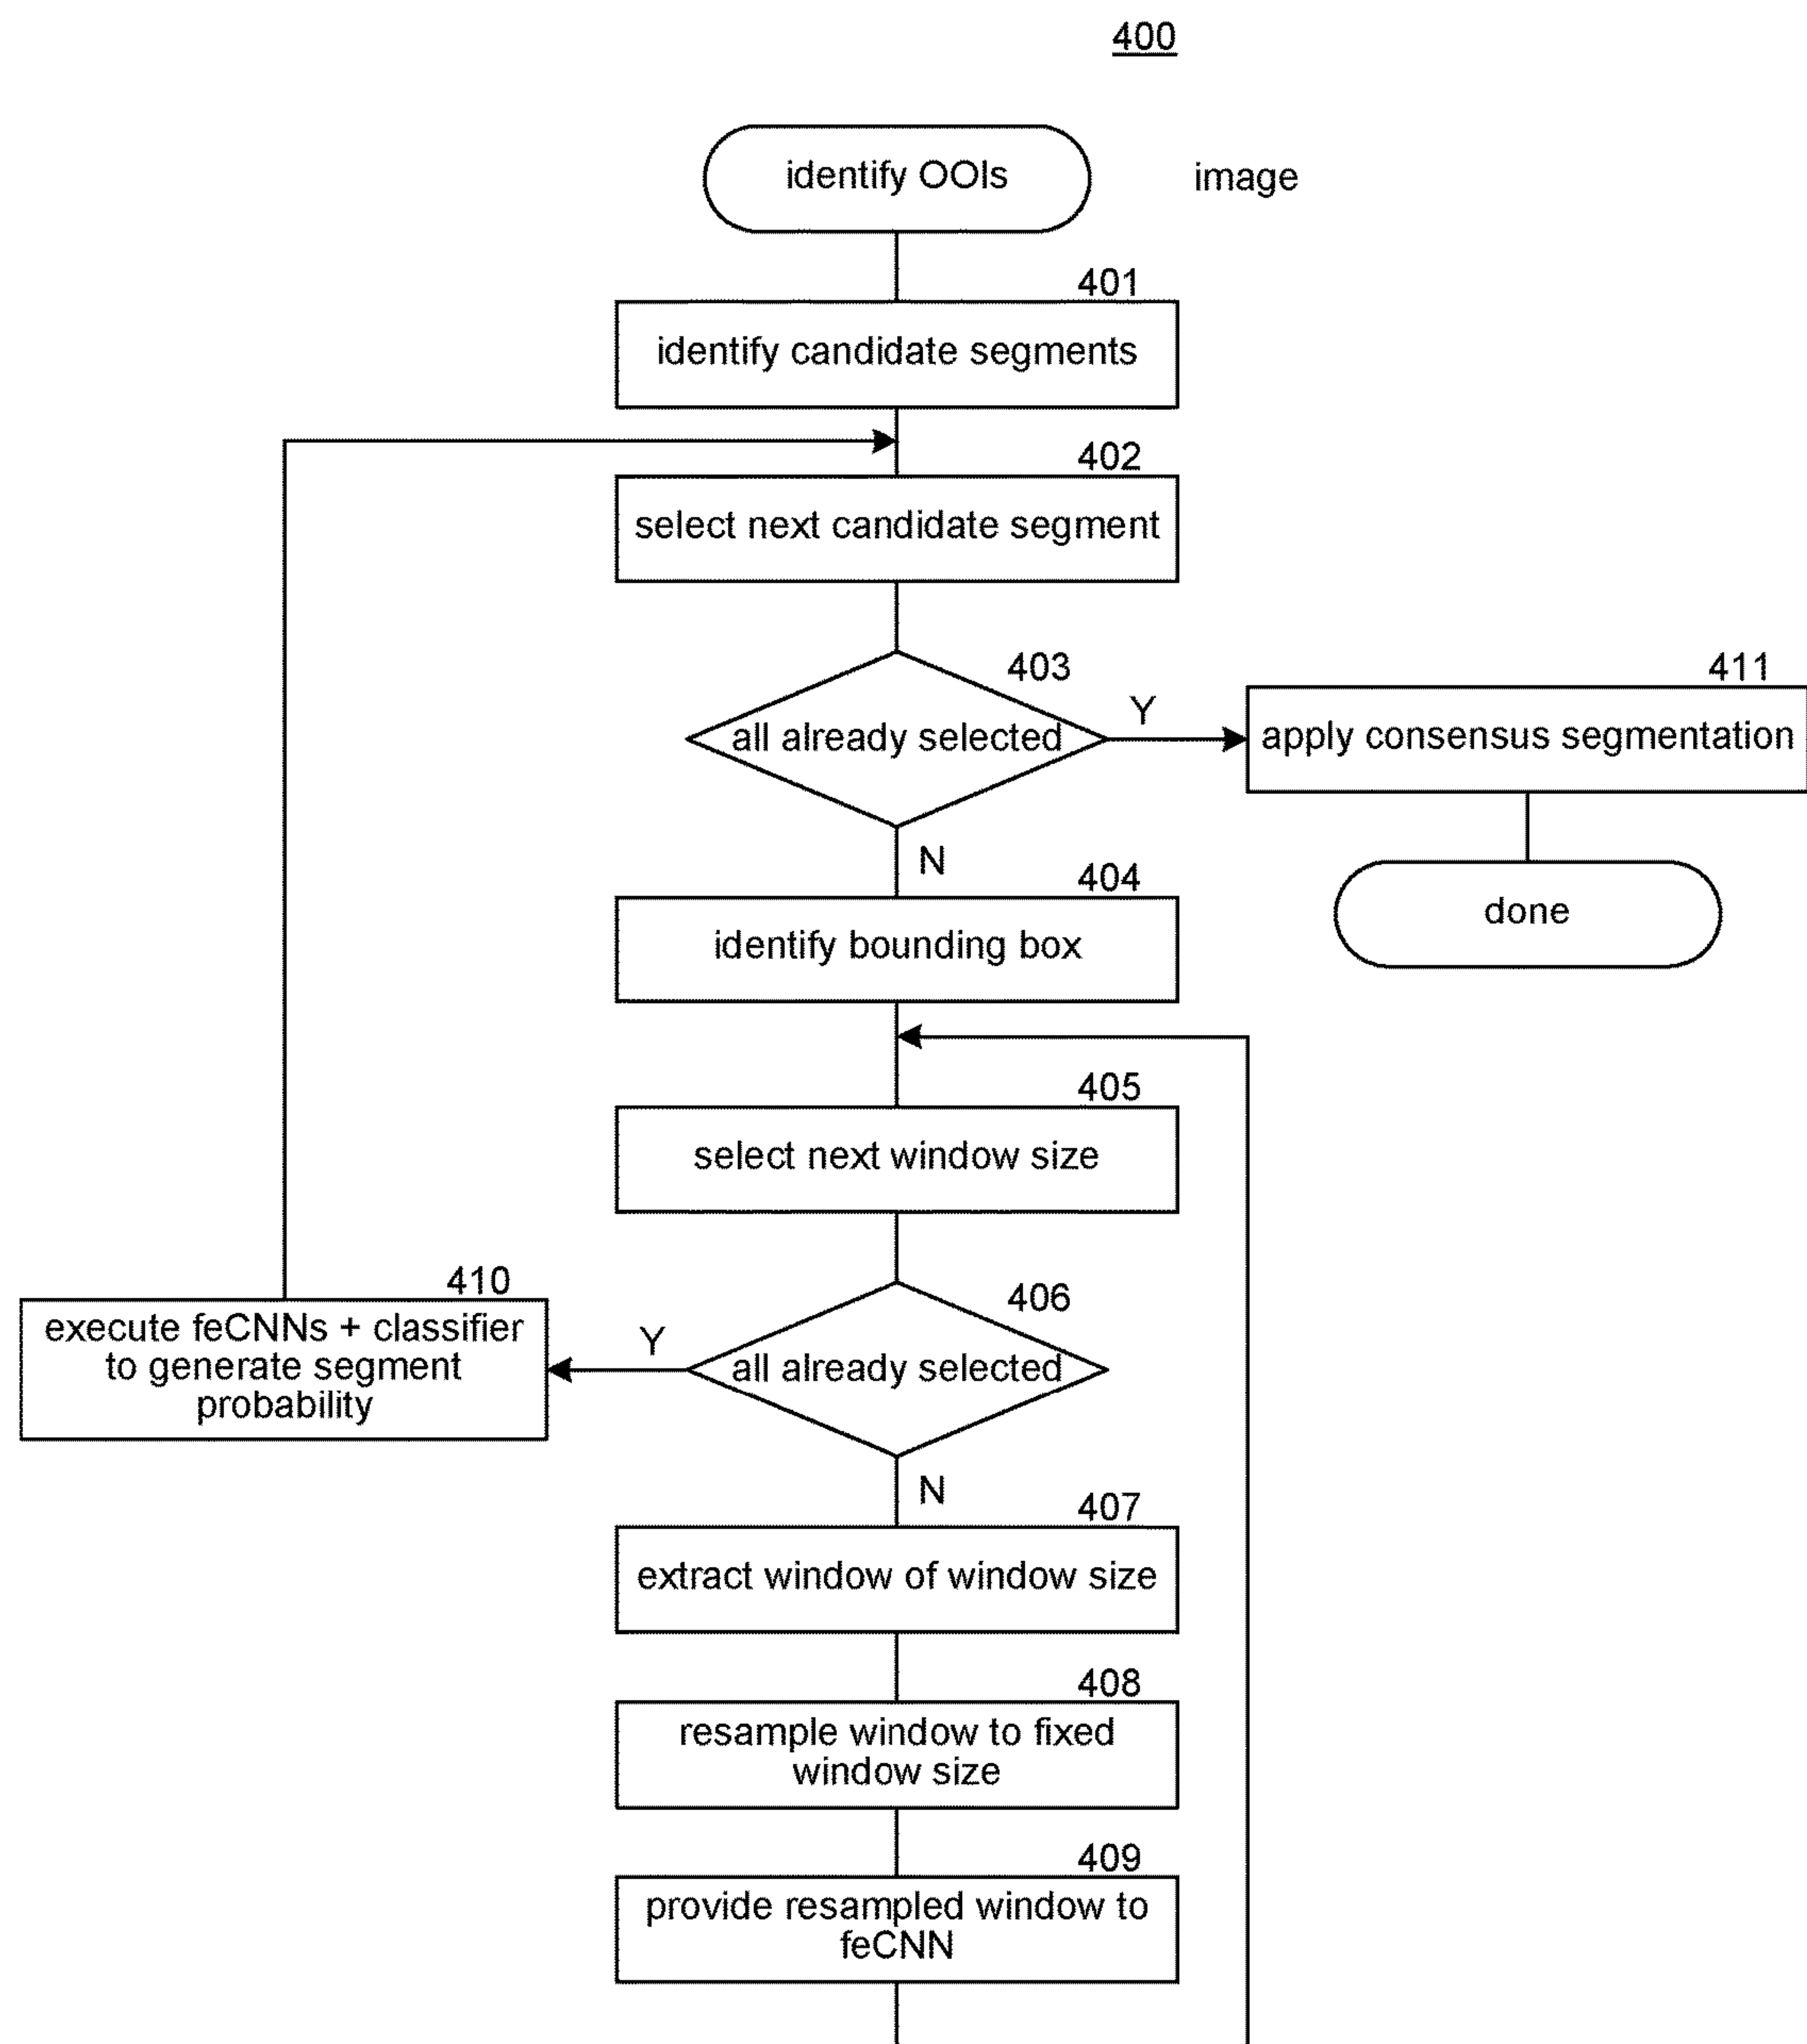 400
identify OOIs
image
401
identify candidate segments
402
select next candidate segment
403
all already selected
Y
N
411
apply consensus segmentation
done
404
identify bounding box
405
select next window size
406
all already selected
Y
N
410
execute feCNNs + classifier
to generate segment
probability
407
extract window of window size
408
resample window to fixed
window size
409
provide resampled window to
feCNN